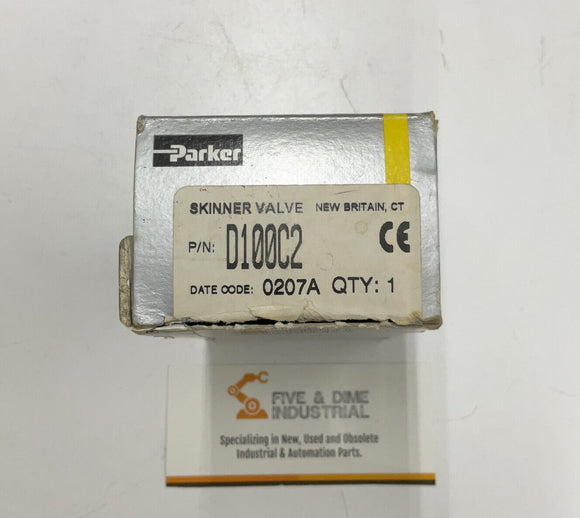 Parker
SKINNER VALVE NEW BRITAIN, CT
P/N: D100C2 CE
DATE CODE: 0207A QTY: 1
FIVE & DIME
INDUSTRIAL
Specializing in New, Used and Obsolete
Industrial & Automation Parts.